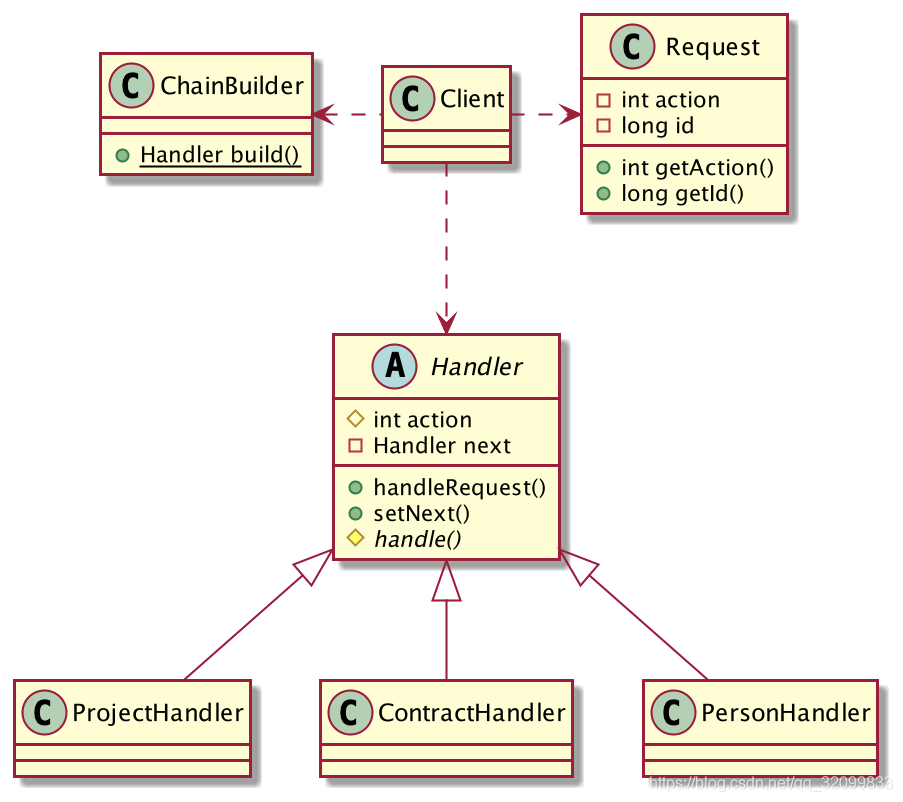 ChainBuilder
Handler build()
Client
Request
int action
long id
int getAction()
long getId()
Handler
int action
Handler next
handleRequest()
setNext()
handle()
ProjectHandler
ContractHandler
PersonHandler
C
C
C
A
C
C
C
https://blog.csdn.net/qq_32099833